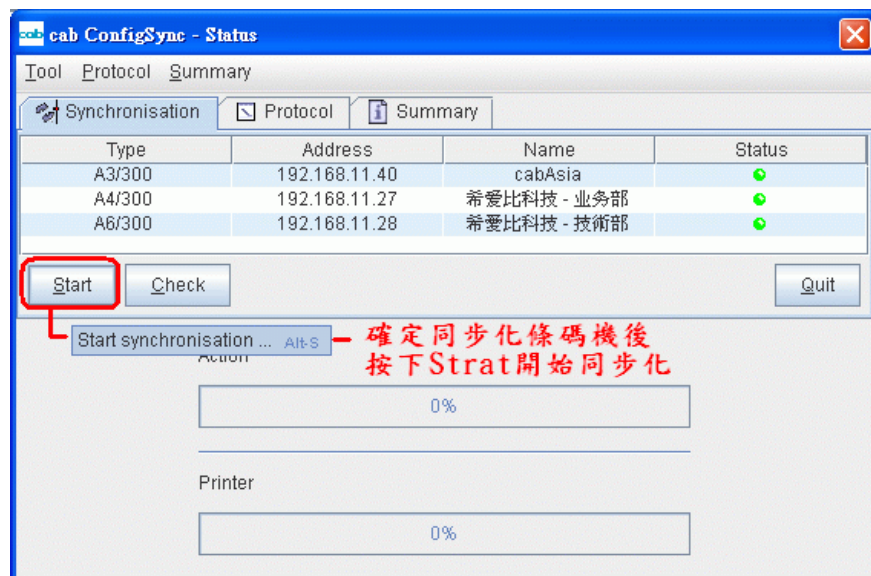 cab cab ConfigSync - Status
Tool Protocol Summary
Synchronisation Protocol Summary
Type Address Name Status
A3/300 192.168.11.40 cabAsia
A4/300 192.168.11.27 希愛比科技 - 业务部
A6/300 192.168.11.28 希愛比科技 - 技術部
Start Check Quit
Start synchronisation ... Alt-S
確定同步化條碼機後
按下Strat開始同步化
Action
0%
Printer
0%